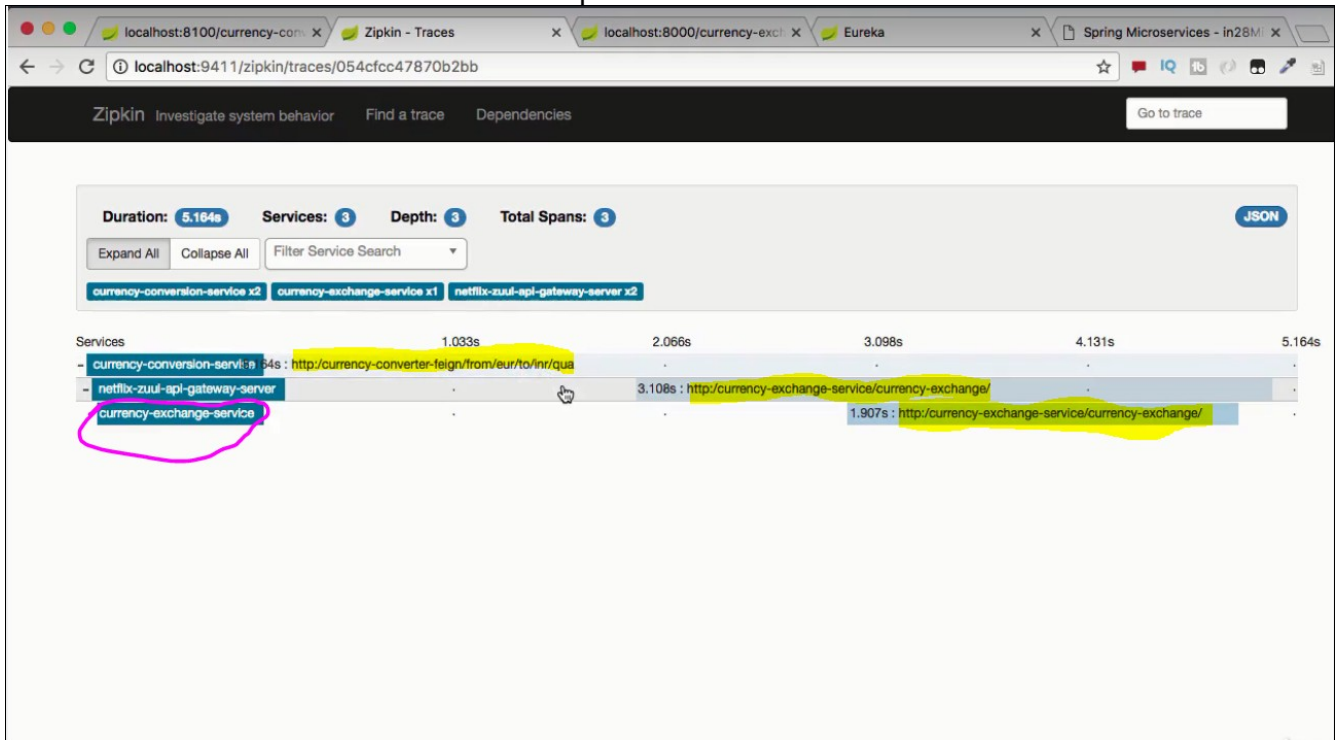 localhost:8100/currency-con
Zipkin - Traces
localhost:8000/currency-exch
Eureka
Spring Microservices - in28Mi
localhost:9411/zipkin/traces/054cfcc47870b2bb
IQ
Zipkin Investigate system behavior Find a trace Dependencies Go to trace
Duration: 5.164s Services: 3 Depth: 3 Total Spans: 3 JSON
Expand All Collapse All Filter Service Search
currency-conversion-service x2 currency-exchange-service x1 netflix-zuul-api-gateway-server x2
Services 1.033s 2.066s 3.098s 4.131s 5.164s
- currency-conversion-service 64s : http:/currency-converter-feign/from/eur/to/inr/qua
- netflix-zuul-api-gateway-server 3.108s : http:/currency-exchange-service/currency-exchange/
currency-exchange-service 1.907s : http:/currency-exchange-service/currency-exchange/